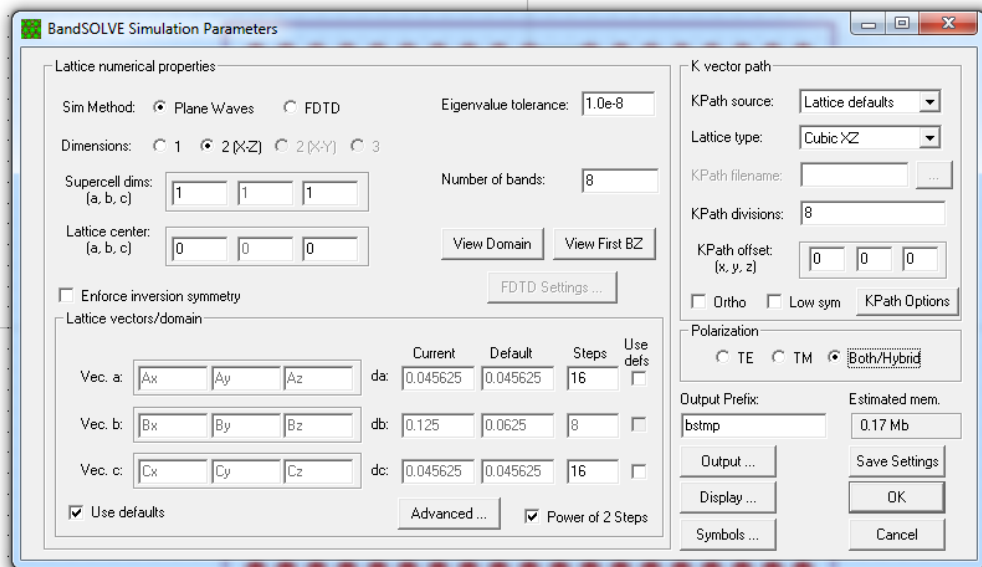 BandSOLVE Simulation Parameters
Lattice numerical properties
Sim Method: Plane Waves FDTD
Eigenvalue tolerance: 1.0e-8
Dimensions: 1 2 (X-Z) 2 (X-Y) 3
Supercell dims:
(a, b, c)
1 1 1
Number of bands: 8
Lattice center:
(a, b, c)
0 0 0
View Domain View First BZ
FDTD Settings ...
Enforce inversion symmetry
Lattice vectors/domain
Current Default Steps Use
defs
Vec. a: Ax Ay Az da: 0.045625 0.045625 16
Vec. b: Bx By Bz db: 0.125 0.0625 8
Vec. c: Cx Cy Cz dc: 0.045625 0.045625 16
Use defaults
Advanced ...
Power of 2 Steps
K vector path
KPath source: Lattice defaults
Lattice type: Cubic XZ
KPath filename: ...
KPath divisions: 8
KPath offset:
(x, y, z)
0 0 0
Ortho Low sym KPath Options
Polarization
TE TM Both/Hybrid
Output Prefix: Estimated mem.
bstmp 0.17 Mb
Output ... Save Settings
Display ... OK
Symbols ... Cancel